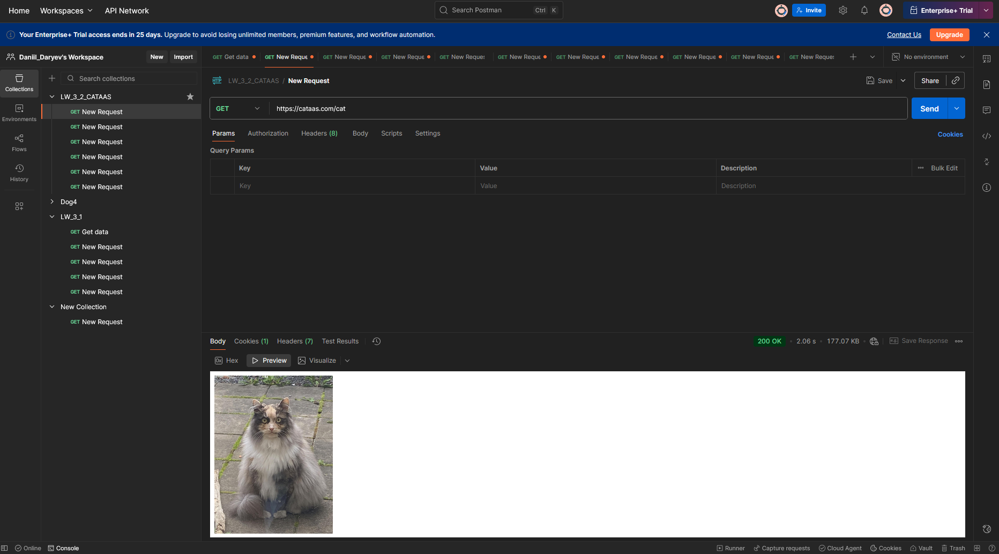 Home Workspaces API Network Search Postman Ctrl K Invite Enterprise+ Trial
Your Enterprise+ Trial access ends in 25 days. Upgrade to avoid losing unlimited members, premium features, and workflow automation. Contact Us Upgrade
Daniil_Daryev's Workspace New Import
GET Get data GET New Reque GET New Reque GET New Reque GET New Reques GET New Reque GET New Reque GET New Reque GET New Reque GET New Reque GET New Reques No environment
Collections
Environments
Flows
History
Search collections
LW_3_2_CATAAS
GET New Request
GET New Request
GET New Request
GET New Request
GET New Request
GET New Request
Dog4
LW_3_1
GET Get data
GET New Request
GET New Request
GET New Request
GET New Request
New Collection
GET New Request
HTTP LW_3_2_CATAAS / New Request Save Share
GET https://cataas.com/cat Send
Params Authorization Headers (8) Body Scripts Settings Cookies
Query Params
Key Value Description Bulk Edit
Key Value Description
Body Cookies (1) Headers (7) Test Results 200 OK 2.06 s 177.07 KB e.g. Save Response
0x Hex Preview Visualize
Online Console Runner Capture requests Cloud Agent Cookies Vault Trash